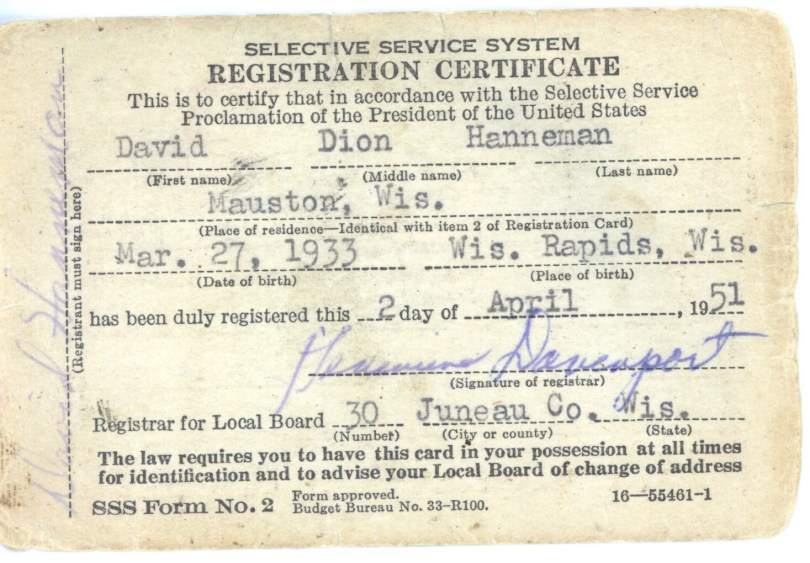 SELECTIVE SERVICE SYSTEM
REGISTRATION CERTIFICATE
This is to certify that in accordance with the Selective Service
Proclamation of the President of the United States
David Dion Hanneman
(First name) (Middle name) (Last name)
Mauston, Wis.
(Place of residence—Identical with item 2 of Registration Card)
Mar. 27, 1933 Wis. Rapids, Wis.
(Date of birth) (Place of birth)
has been duly registered this 2 day of April, 1951
Davenport
(Signature of registrar)
Registrar for Local Board 30 Juneau Co. Wis.
(Number) (City or county) (State)
The law requires you to have this card in your possession at all times
for identification and to advise your Local Board of change of address
SSS Form No. 2 Form approved.
Budget Bureau No. 33-R100. 16—55461-1
(Registrant must sign here)
David Hanneman